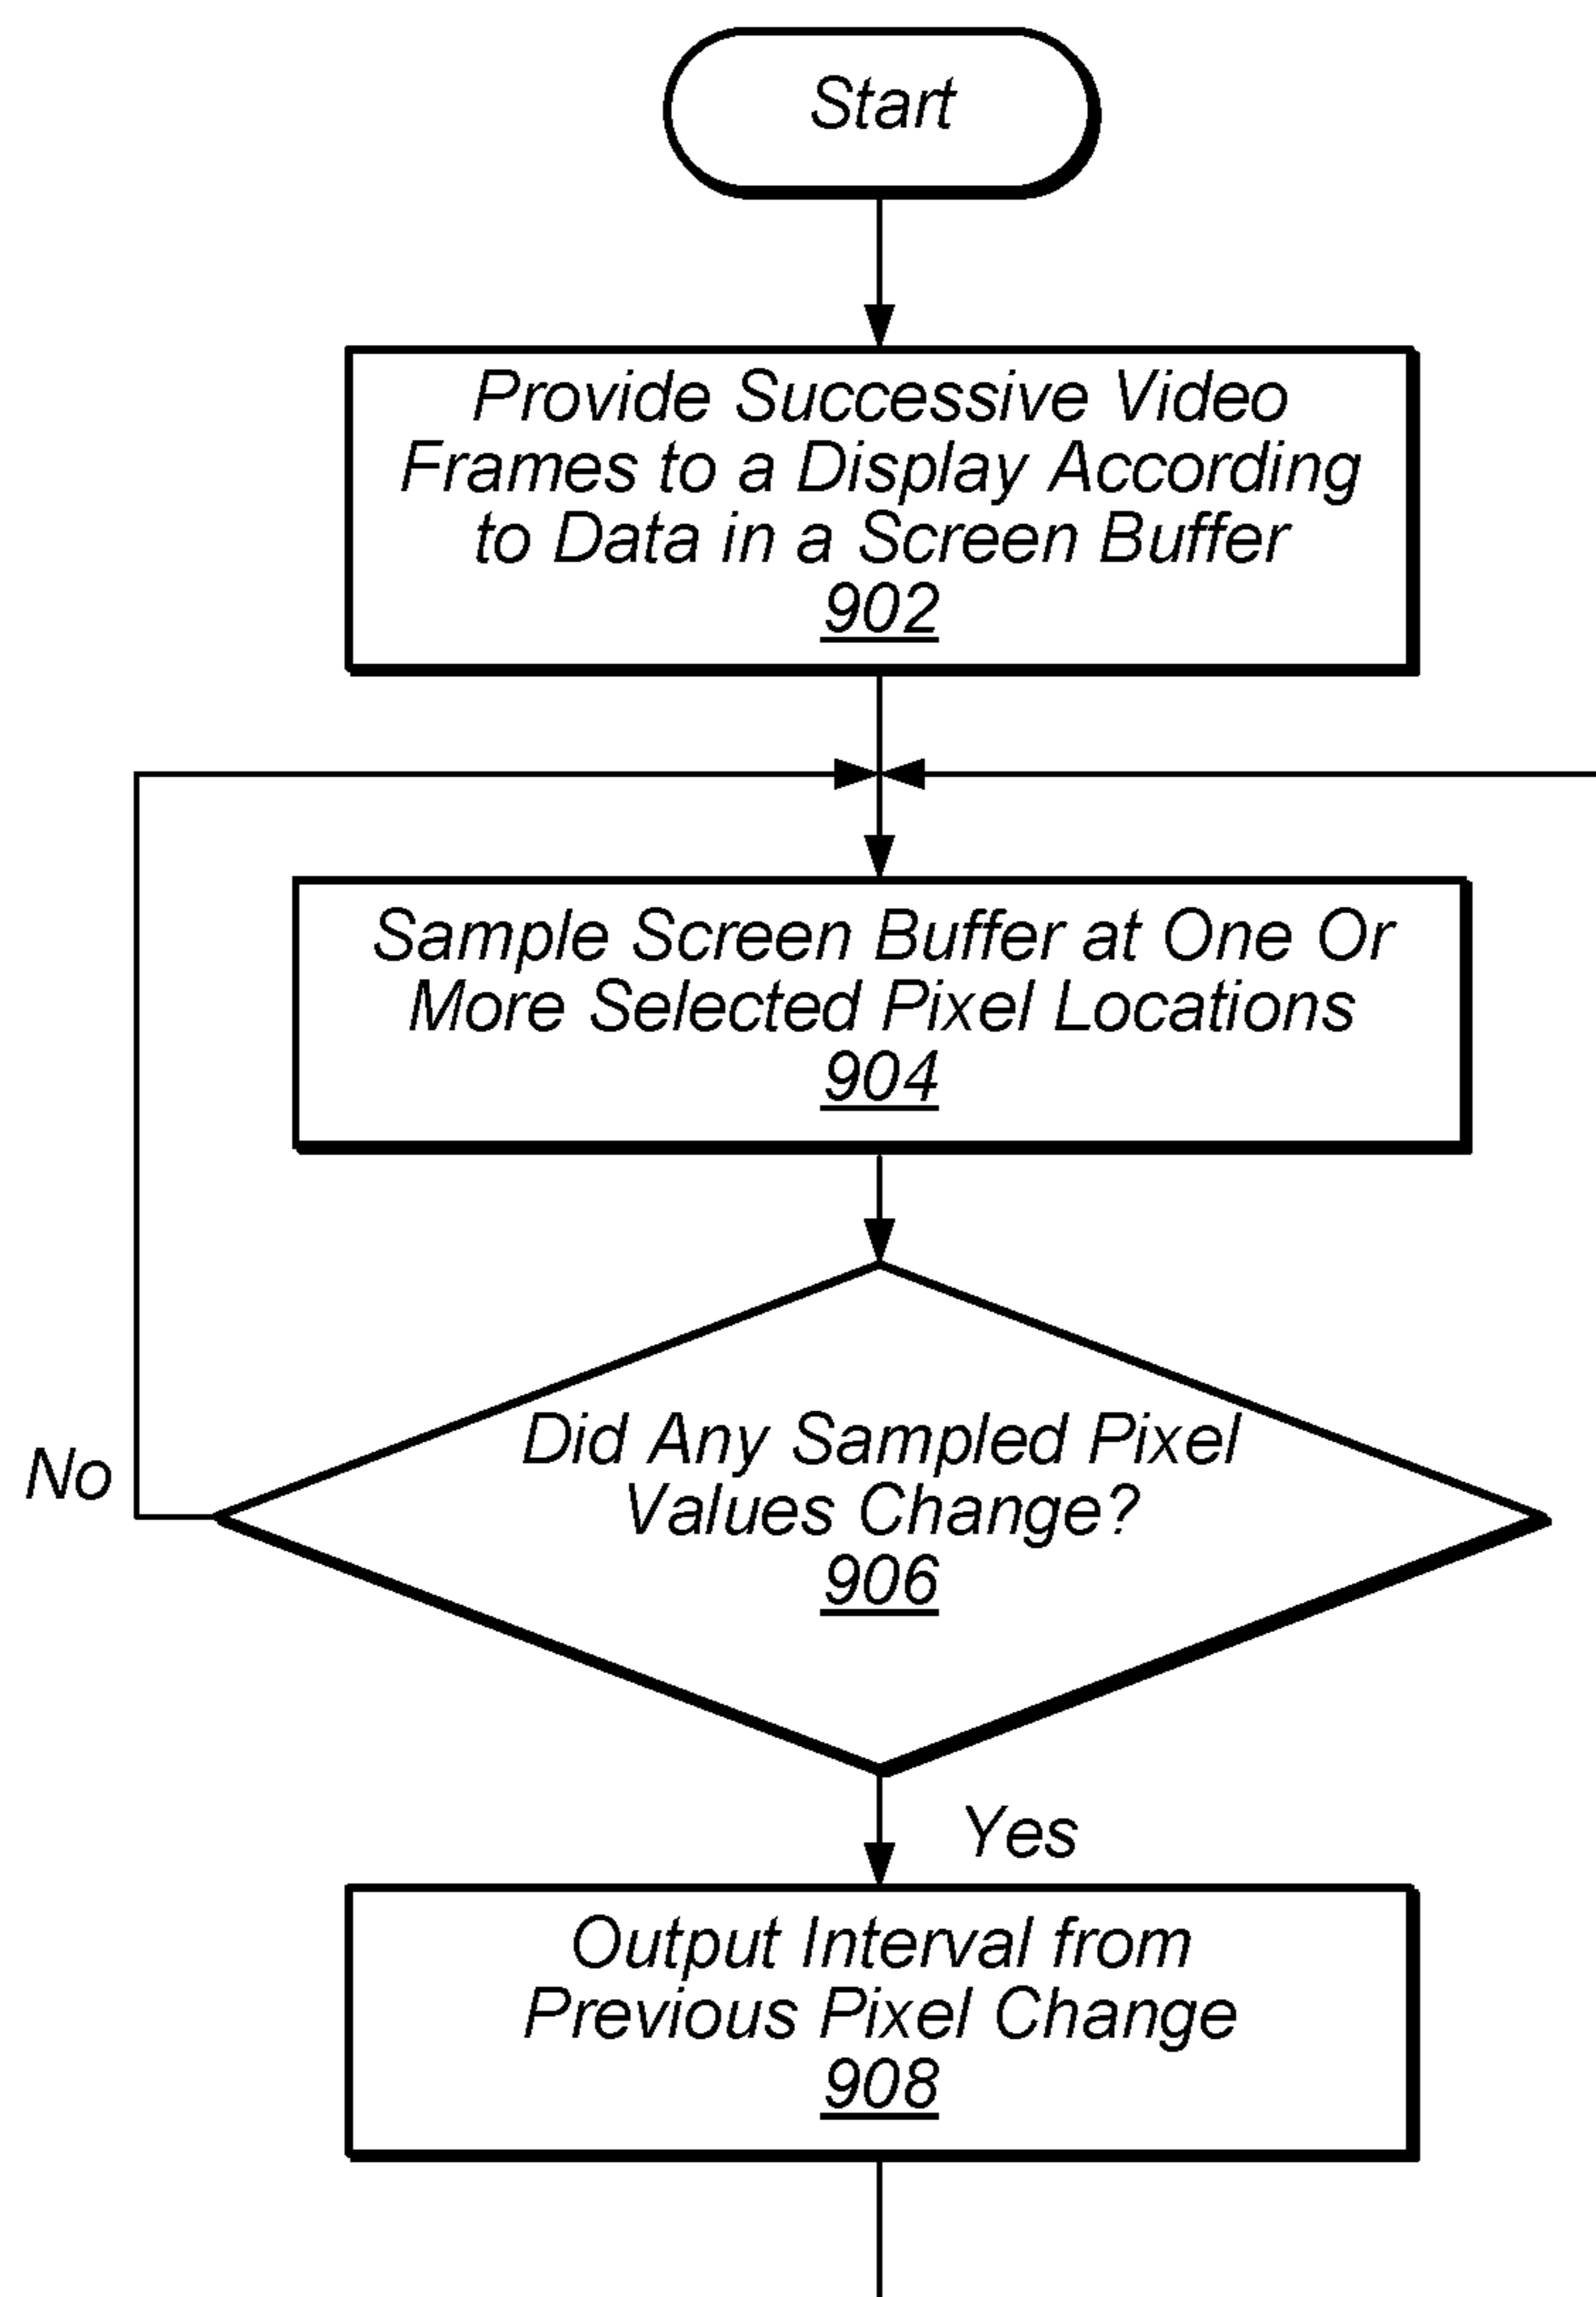 Start
Provide Successive Video
Frames to a Display According
to Data in a Screen Buffer
902
Sample Screen Buffer at One Or
More Selected Pixel Locations
904
Did Any Sampled Pixel
Values Change?
906
No
Yes
Output Interval from
Previous Pixel Change
908